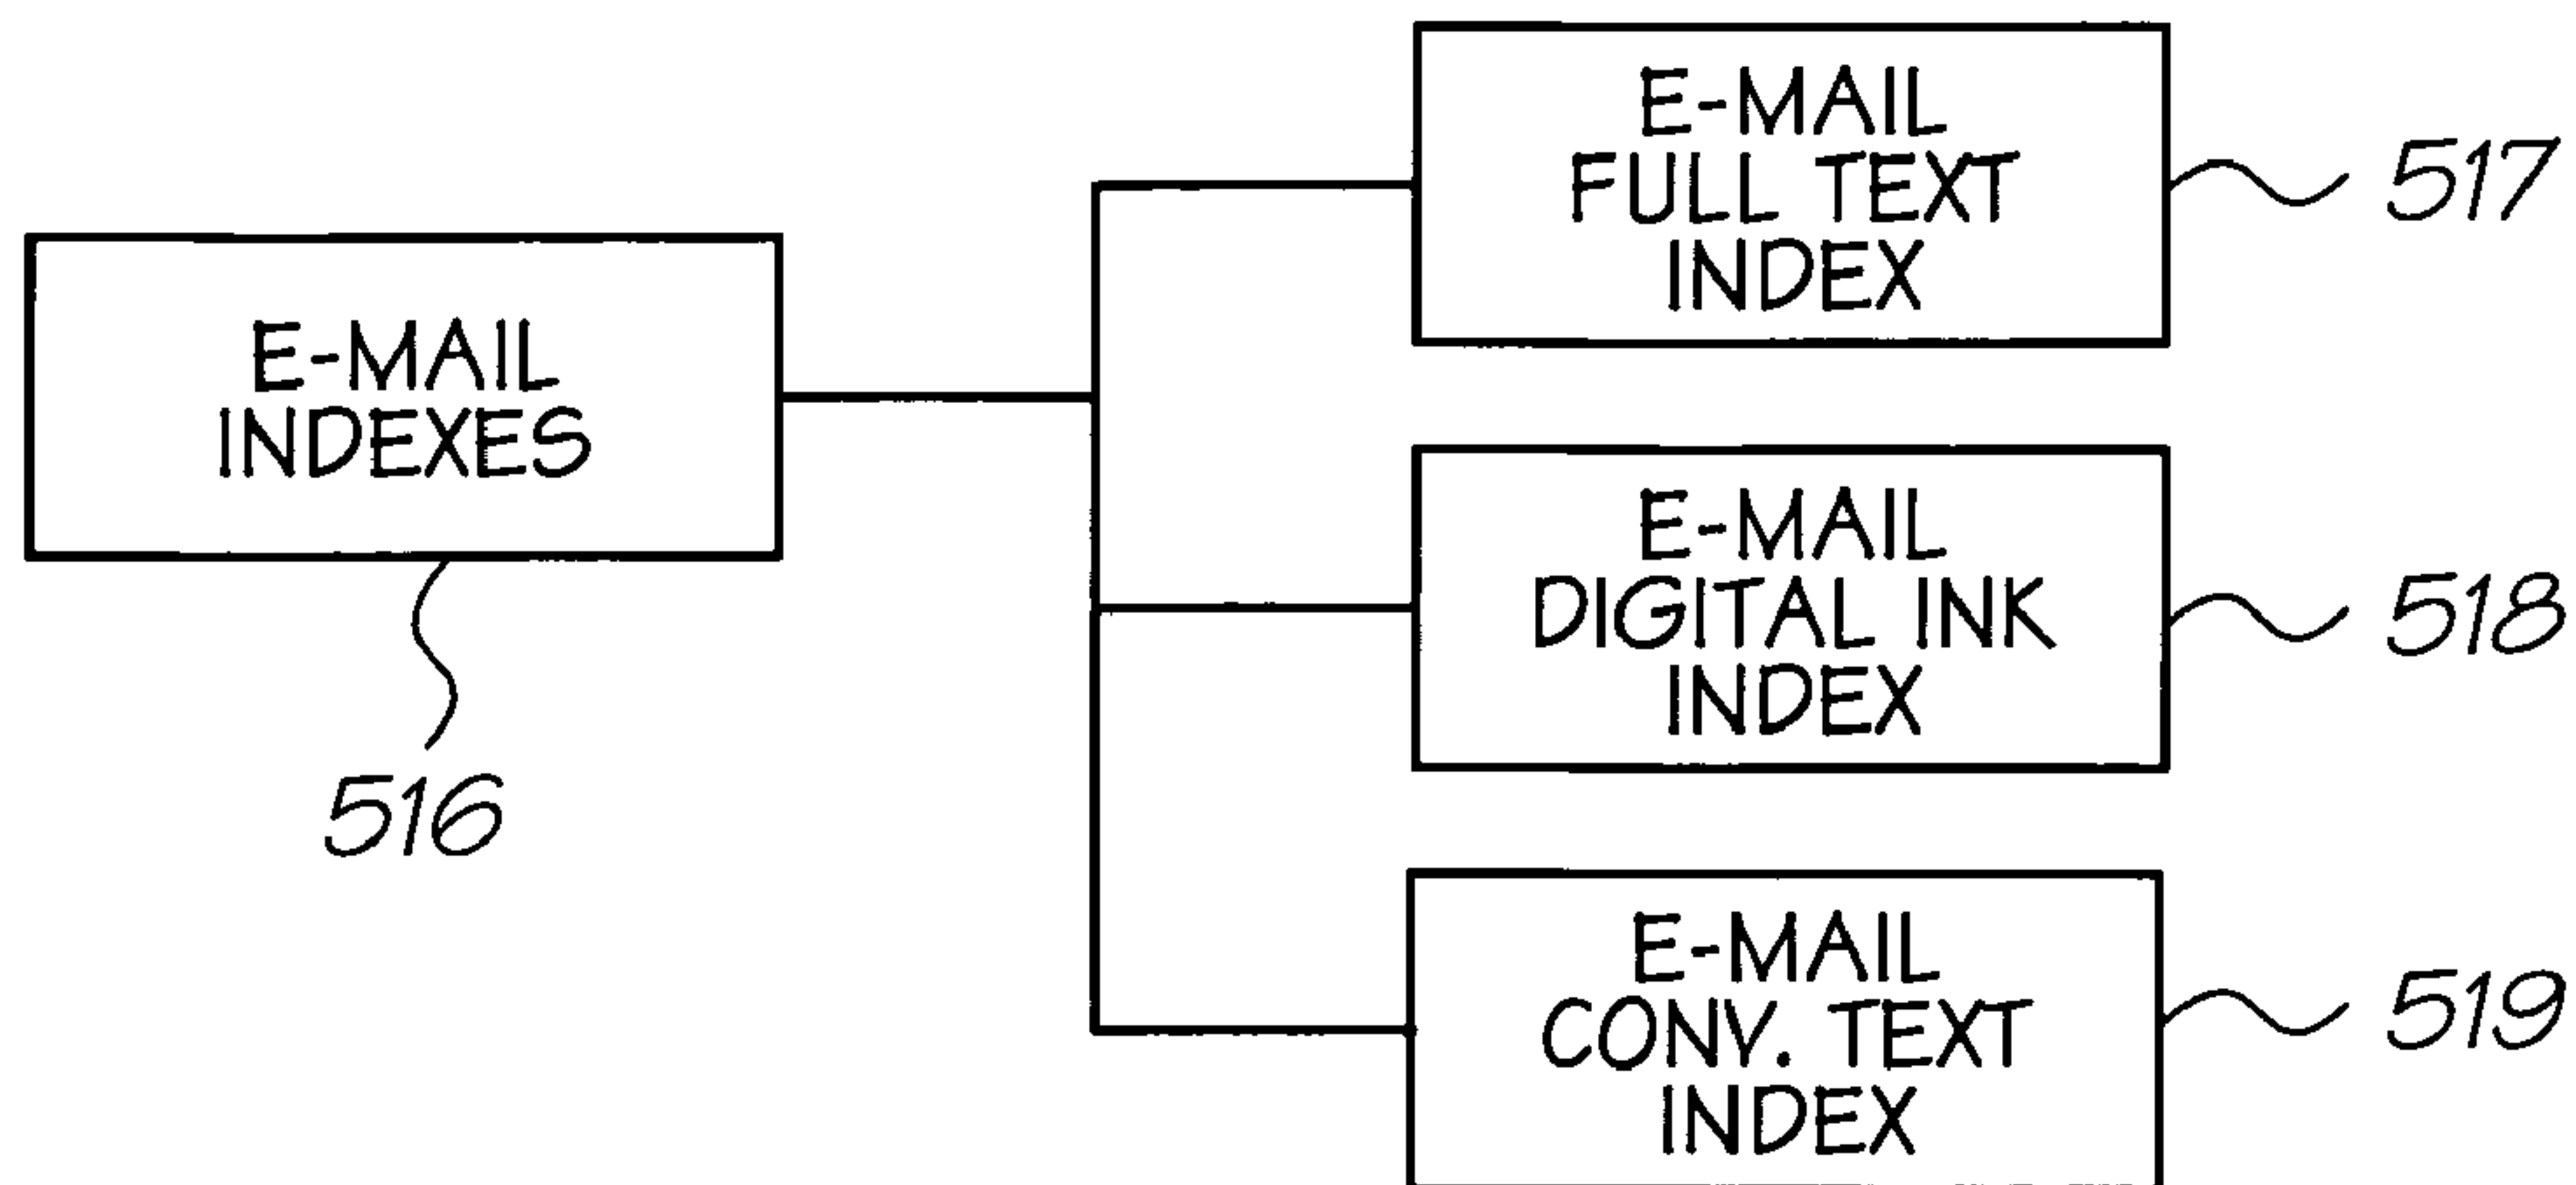 E-MAIL
INDEXES
516
E-MAIL
FULL TEXT
INDEX
517
E-MAIL
DIGITAL INK
INDEX
518
E-MAIL
CONV. TEXT
INDEX
519